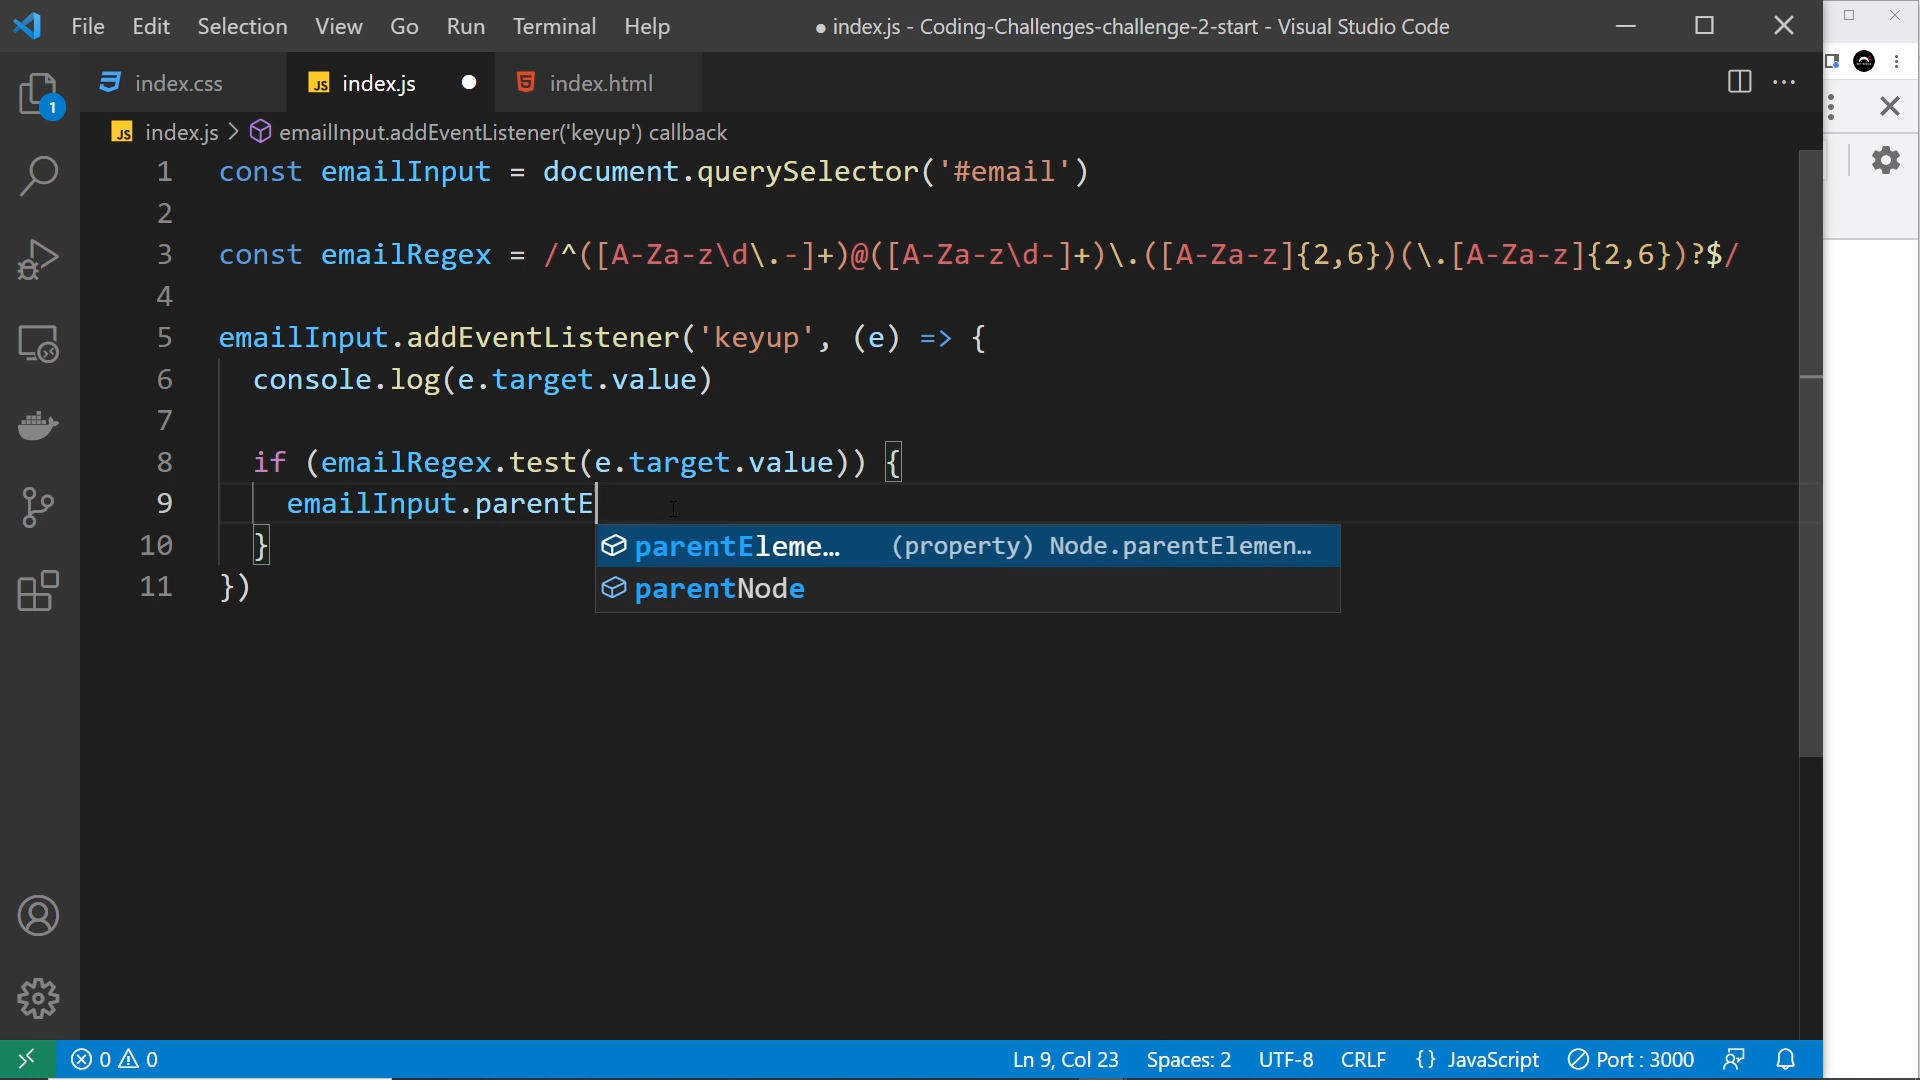 File Edit Selection View Go Run Terminal Help
● index.js - Coding-Challenges-challenge-2-start - Visual Studio Code
index.css
JS index.js
index.html
1
JS index.js > emailInput.addEventListener('keyup') callback
1 const emailInput = document.querySelector('#email')
2
3 const emailRegex = /^([A-Za-z\d\.-]+)@([A-Za-z\d-]+)\.([A-Za-z]{2,6})(\.[A-Za-z]{2,6})?$/
4
5 emailInput.addEventListener('keyup', (e) => {
6 console.log(e.target.value)
7
8 if (emailRegex.test(e.target.value)) {
9 emailInput.parentE
10 }
parentEleme… (property) Node.parentElemen…
parentNode
11 })
0 0
Ln 9, Col 23 Spaces: 2 UTF-8 CRLF {} JavaScript Port : 3000